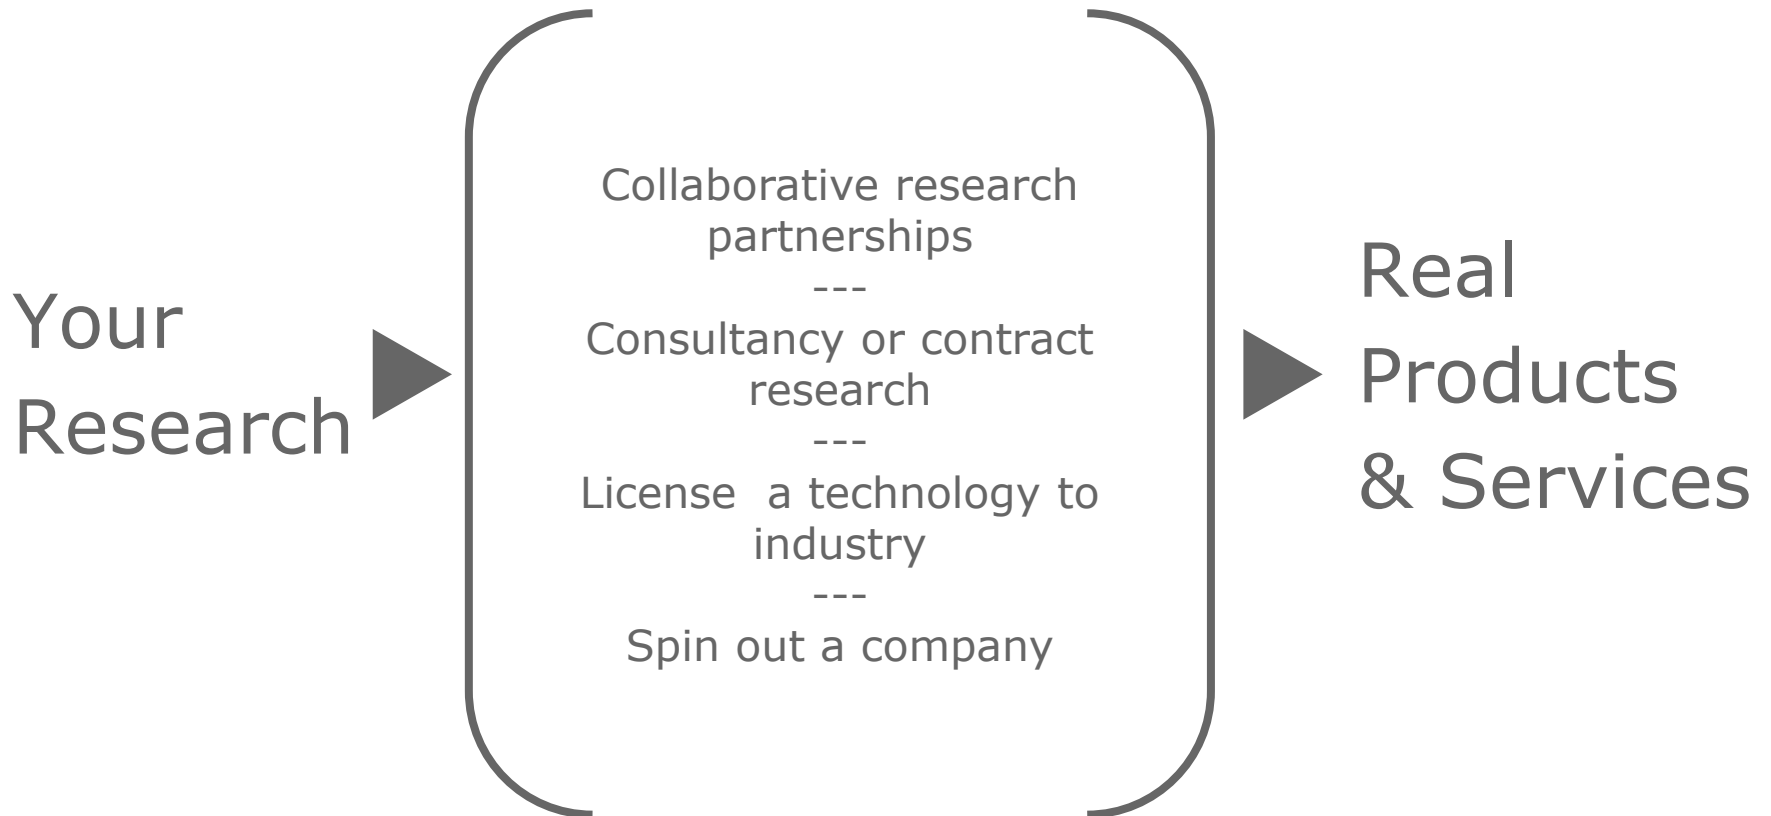 Your
Research
Collaborative research
partnerships
---
Consultancy or contract
research
---
License  a technology to
industry
---
Spin out a company
Real
Products
& Services